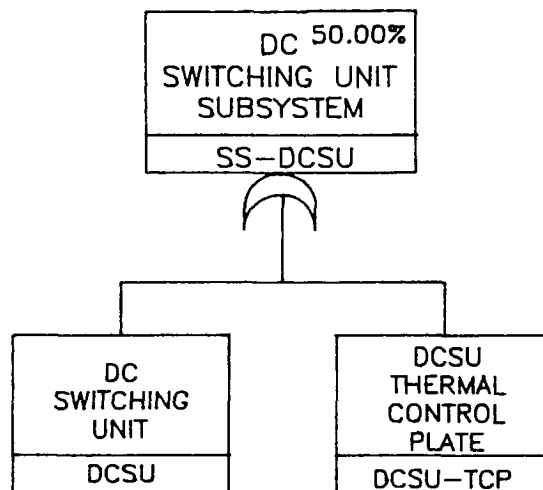 DC 50.00%
SWITCHING UNIT
SUBSYSTEM
SS-DCSU
DC
SWITCHING
UNIT
DCSU
DCSU
THERMAL
CONTROL
PLATE
DCSU-TCP